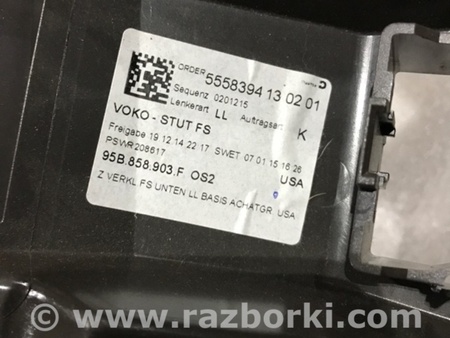 ORDER 5558394 13 02 01
Sequenz 0201215
Lenkerart LL Auftragsart K
VOKO - STUT FS
Freigabe 19 12 14 22 17 SWET 07 01 15 16 26
PSWR 208617
95B.858.903.F OS2 USA
Z VERKL FS UNTEN LL BASIS ACHATGR. USA
www.razborki.com